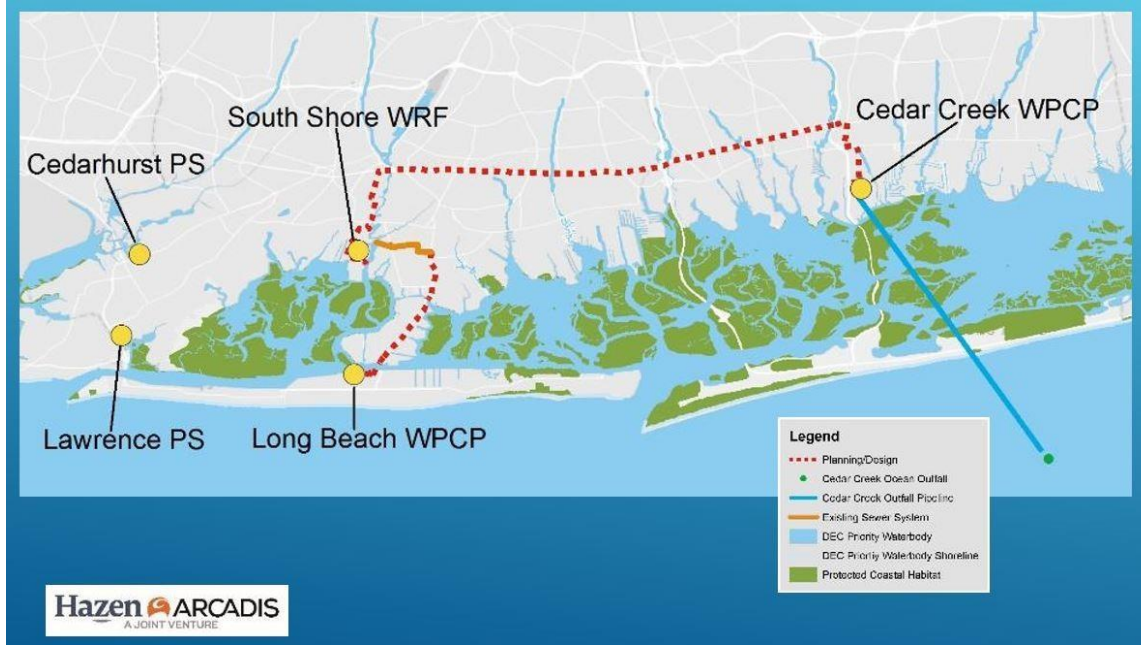 South Shore WRF
Cedar Creek WPCP
Cedarhurst PS
Lawrence PS
Long Beach WPCP
Legend
Planning/Design
Cedar Creek Ocean Outfall
Cedar Creek Outfall Pipeline
Existing Sewer System
DEC Priority Waterbody
DEC Priortiy Waterbody Shoreline
Protected Coastal Habitat
Hazen ARCADIS
A JOINT VENTURE